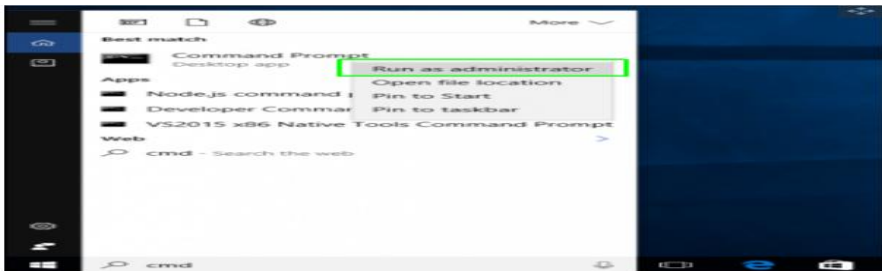 More
Best match
Command Prompt
Desktop app
Run as administrator
Open file location
Pin to Start
Pin to taskbar
Apps
Node.js command
Developer Comman
VS2015 x86 Native Tools Command Prompt
Web
cmd - Search the web
cmd